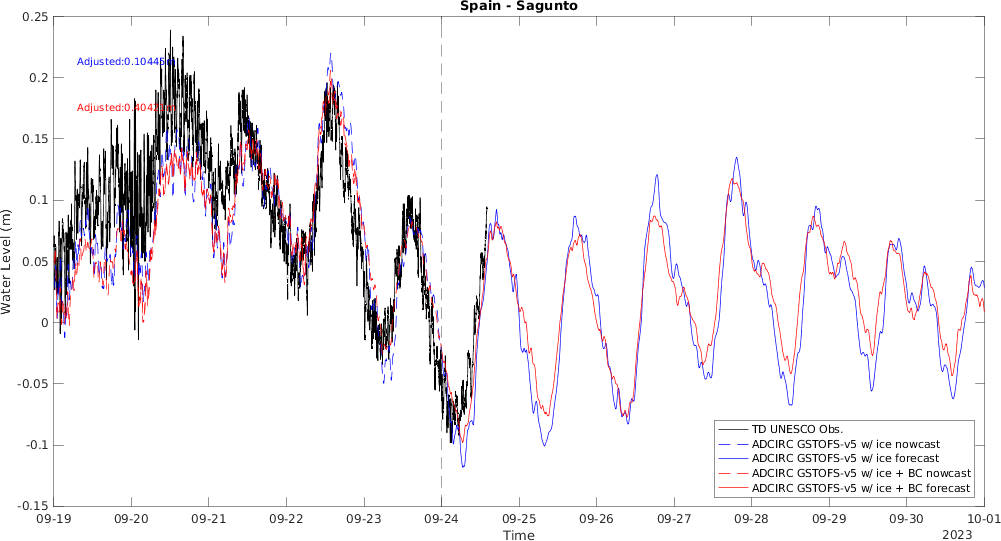 Spain - Sagunto
0.25
0.2
0.15
0.1
0.05
0
-0.05
-0.1
-0.15
Water Level (m)
Adjusted:0.10445m
TD UNESCO Obs.
ADCIRC GSTOFS-v5 w/ ice nowcast
ADCIRC GSTOFS-v5 w/ ice forecast
ADCIRC GSTOFS-v5 w/ ice + BC nowcast
ADCIRC GSTOFS-v5 w/ ice + BC forecast
09-19 09-20 09-21 09-22 09-23 09-24 09-25 09-26 09-27 09-28 09-29 09-30 10-01
Time
2023